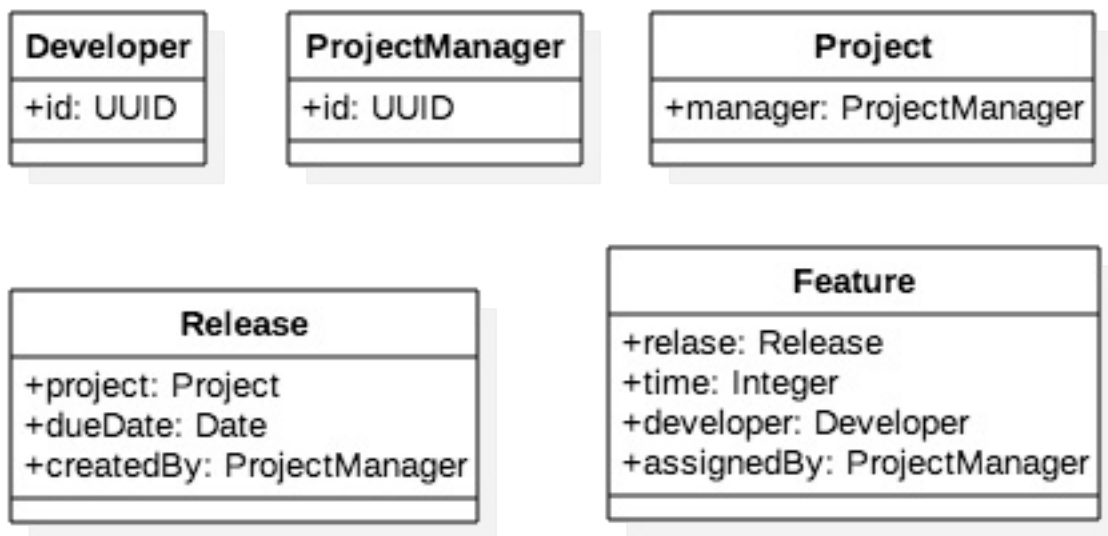 Developer
+id: UUID
ProjectManager
+id: UUID
Project
+manager: ProjectManager
Release
+project: Project
+dueDate: Date
+createdBy: ProjectManager
Feature
+relase: Release
+time: Integer
+developer: Developer
+assignedBy: ProjectManager